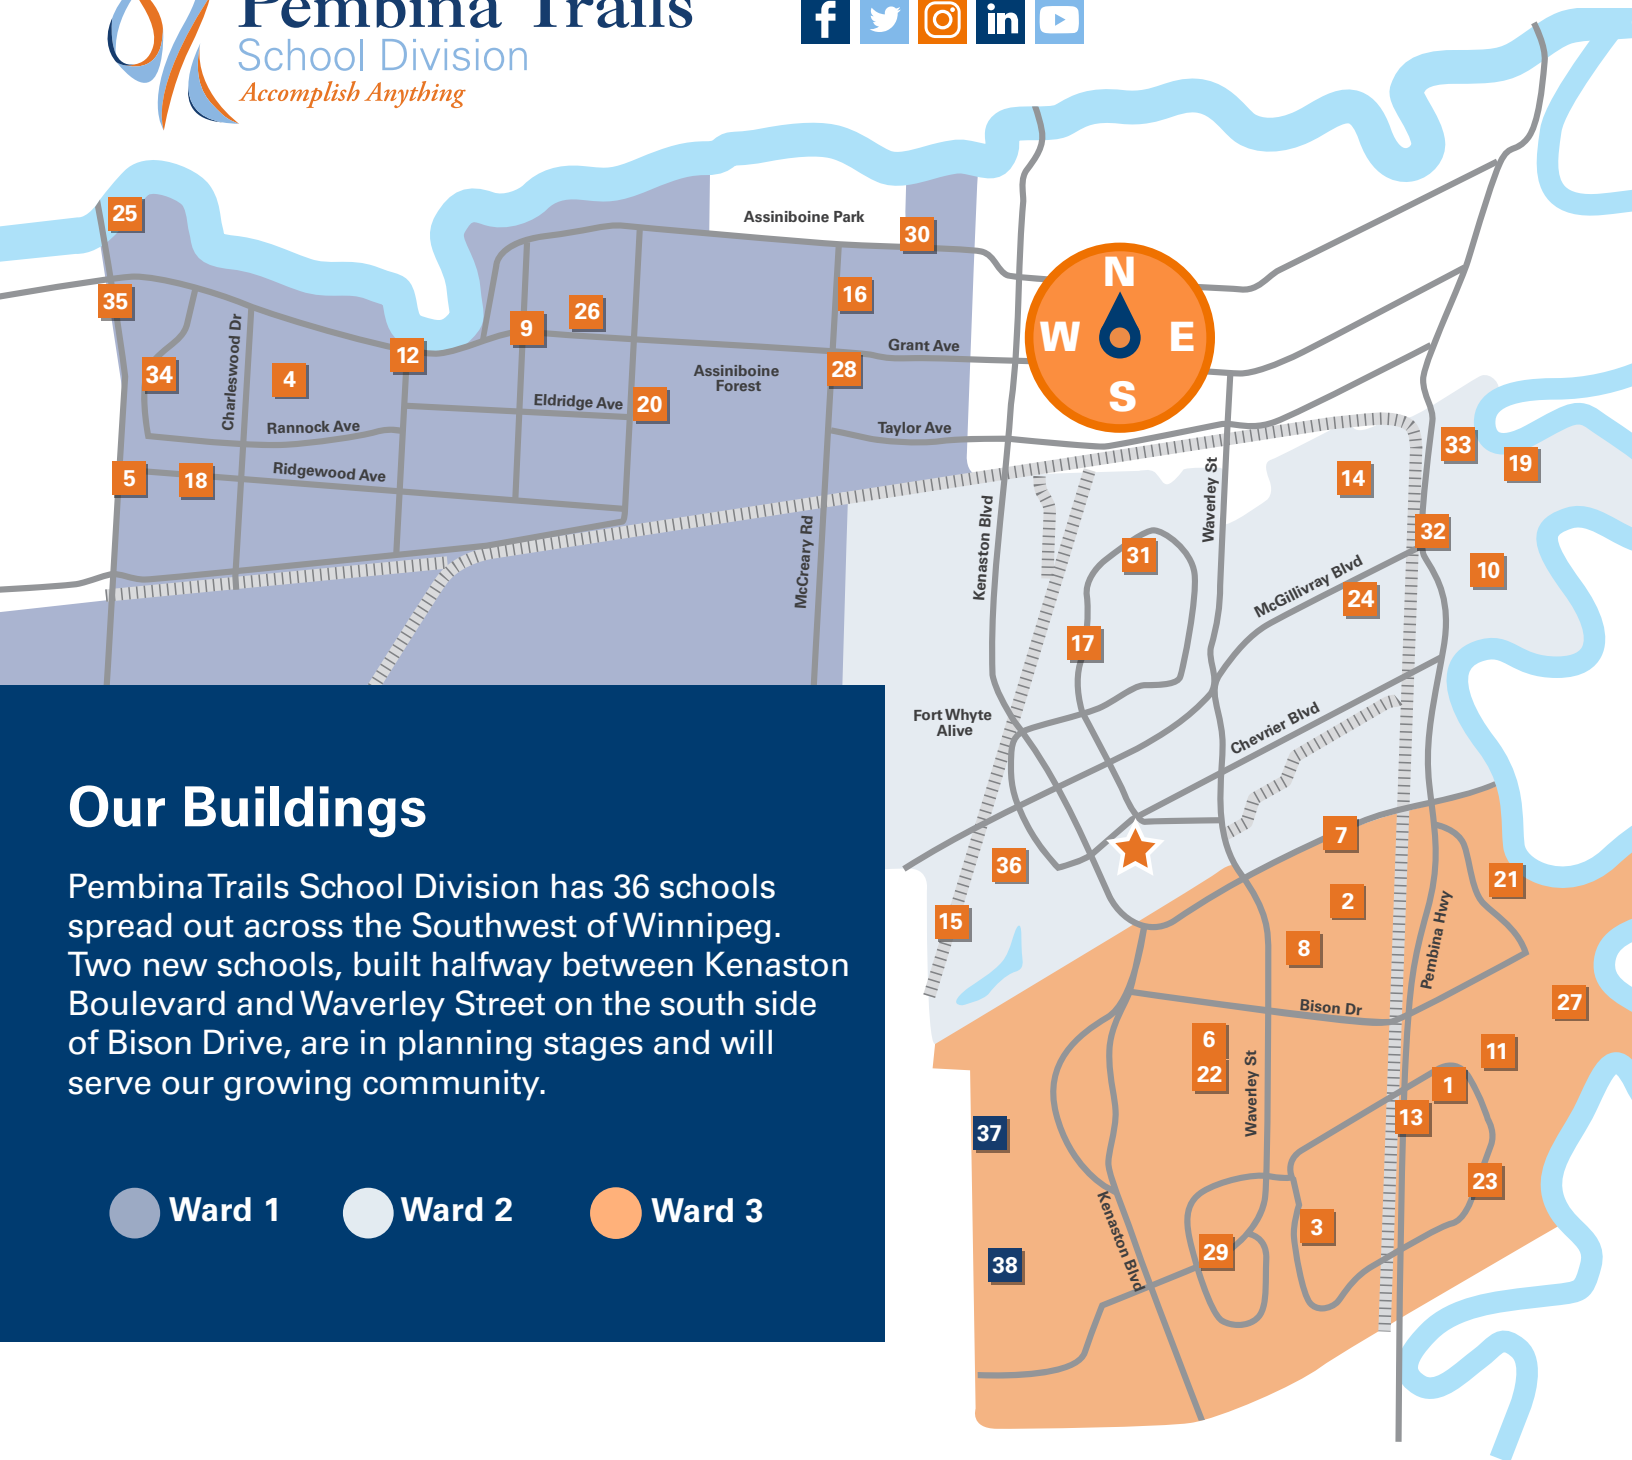 Pembina Trails
School Division
Accomplish Anything
f
in
25
Assiniboine Park
30
N
W
E
S
35
16
26
9
12
Charleswood Dr
34
4
Grant Ave
28
Assiniboine
Forest
Eldridge Ave
20
Rannock Ave
Taylor Ave
5
18
Ridgewood Ave
33
19
14
Waverley St
Kenaston Blvd
McCreary Rd
32
31
10
McGillivray Blvd
24
17
Fort Whyte
Alive
Chevrier Blvd
Our Buildings
Pembina Trails School Division has 36 schools
spread out across the Southwest of Winnipeg.
Two new schools, built halfway between Kenaston
Boulevard and Waverley Street on the south side
of Bison Drive, are in planning stages and will
serve our growing community.
Ward 1
Ward 2
Ward 3
7
36
21
2
15
8
Pembina Hwy
27
Bison Dr
6
22
11
1
Waverley St
13
37
23
Kenaston Blvd
3
29
38